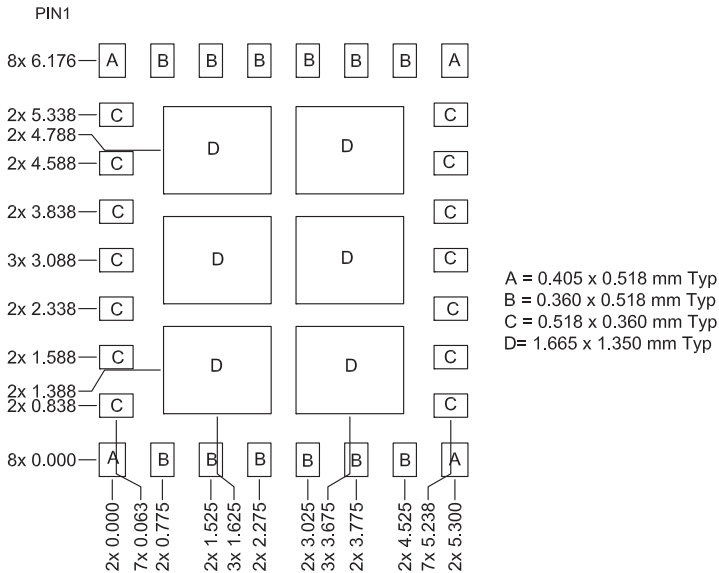 PIN1
8x 6.176 A B B B B B B A
2x 5.338 C C
2x 4.788 D D
2x 4.588 C C
2x 3.838 C C
3x 3.088 C D D C
A = 0.405 x 0.518 mm Typ
B = 0.360 x 0.518 mm Typ
C = 0.518 x 0.360 mm Typ
D= 1.665 x 1.350 mm Typ
2x 2.338 C C
2x 1.588 C D D C
2x 1.388
2x 0.838 C C
8x 0.000 A B B B B B B A
2x 0.000
7x 0.063
2x 0.775
2x 1.525
3x 1.625
2x 2.275
2x 3.025
3x 3.675
2x 3.775
2x 4.525
7x 5.238
2x 5.300